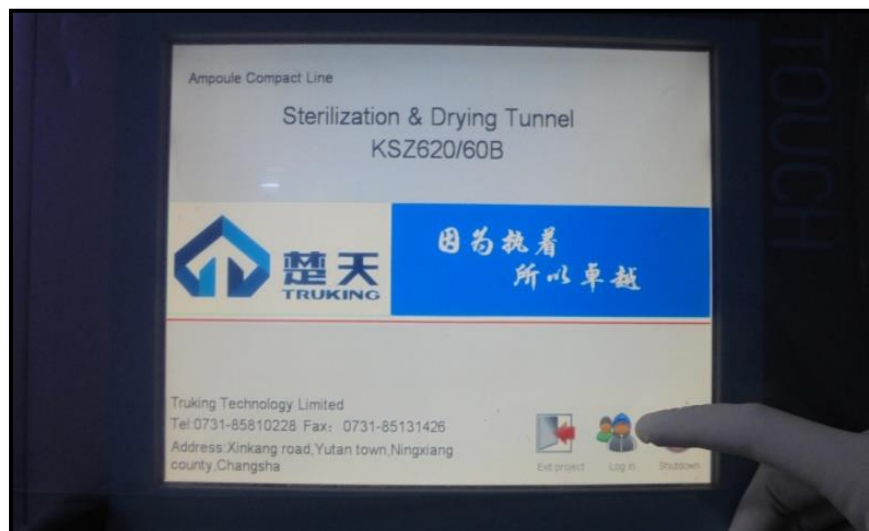 Ampoule Compact Line
Sterilization & Drying Tunnel
KSZ620/60B
楚天
TRUKING
因为执着
所以卓越
Truking Technology Limited
Tel:0731-85810228 Fax: 0731-85131426
Address:Xinkang road,Yutan town,Ningxiang
county,Changsha
Exit project Log in Shutdown
TOUCH